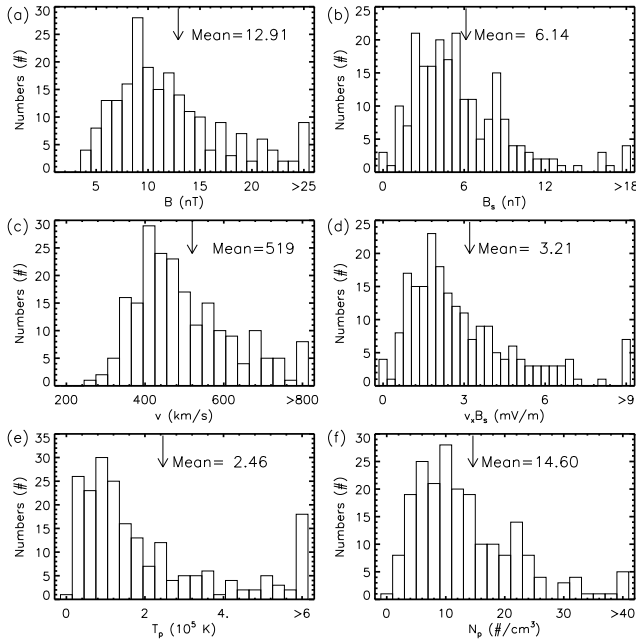 (a)
Mean=12.91
Numbers (#)
30
25
20
15
10
5
0
5
10
15
20
>25
B (nT)
(b)
Mean= 6.14
Numbers (#)
25
20
15
10
5
0
0
6
12
>18
Bs (nT)
(c)
Mean=519
Numbers (#)
30
25
20
15
10
5
0
200
400
600
>800
v (km/s)
(d)
Mean= 3.21
Numbers (#)
25
20
15
10
5
0
0
3
6
>9
vxBs (mV/m)
(e)
Mean= 2.46
Numbers (#)
35
30
25
20
15
10
5
0
0
2
4.
>6
Tp (10⁵ K)
(f)
Mean=14.60
Numbers (#)
30
25
20
15
10
5
0
0
10
20
30
>40
Np (#/cm³)